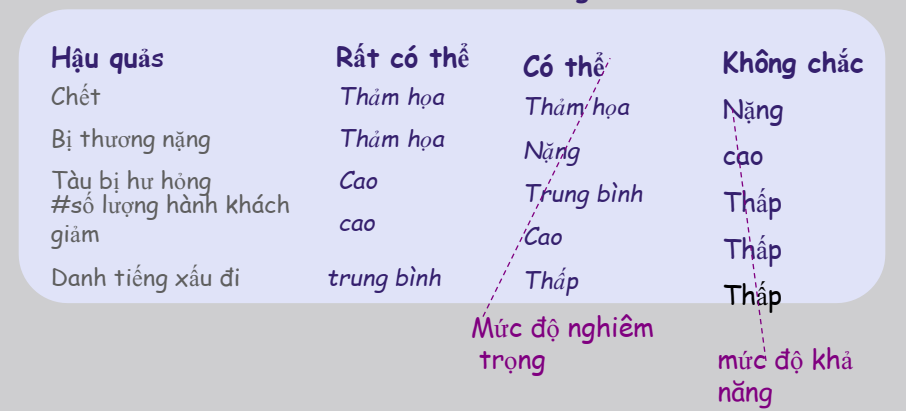 Hậu quảs Rất có thể Có thể Không chắc
Chết Thảm họa Thảm họa Nặng
Bị thương nặng Thảm họa Nặng cao
Tàu bị hư hỏng Cao Trung bình Thấp
#số lượng hành khách
giảm cao Cao Thấp
Danh tiếng xấu đi trung bình Thấp Thấp
Mức độ nghiêm
trọng
mức độ khả
năng